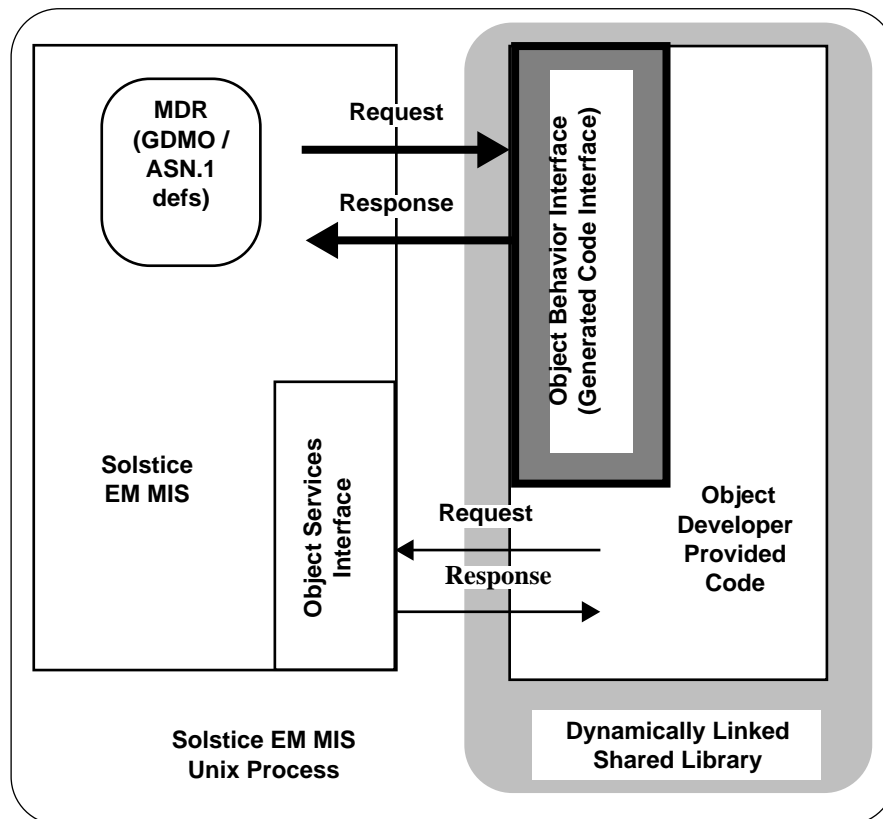 MDR
(GDMO /
ASN.1
defs)
Request
Response
Object Behavior Interface
(Generated Code Interface)
Solstice
EM MIS
Object Services
Interface
Request
Response
Object
Developer
Provided
Code
Solstice EM MIS
Unix Process
Dynamically Linked
Shared Library